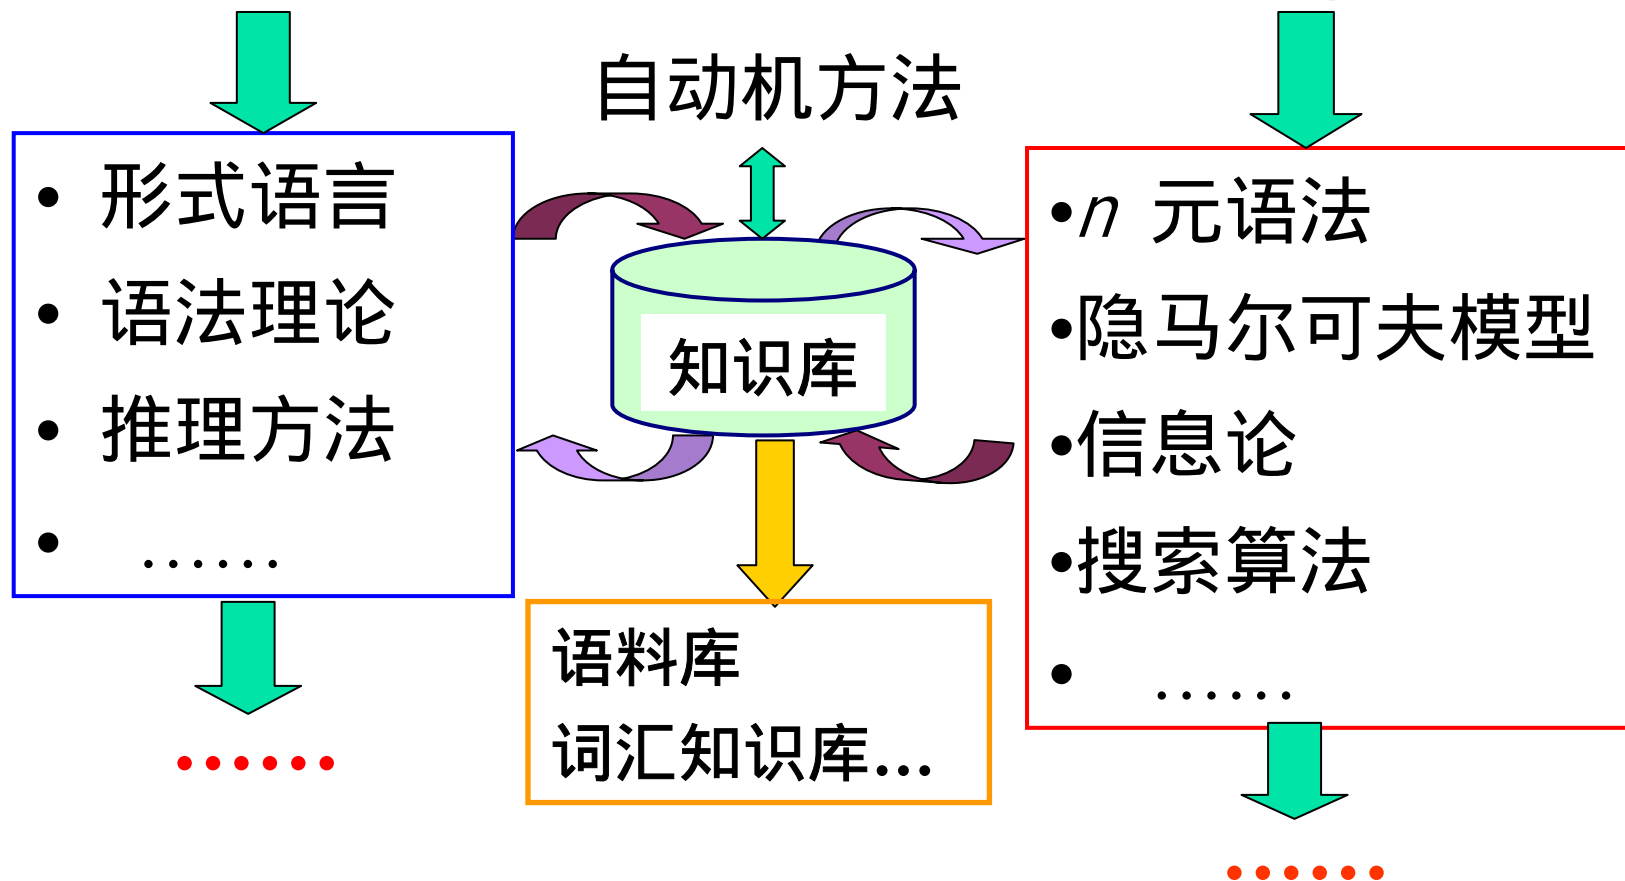 自动机方法
• 形式语言
• 语法理论
• 推理方法
• ……
知识库
•n 元语法
•隐马尔可夫模型
•信息论
•搜索算法
• ……
语料库
词汇知识库…
……
……